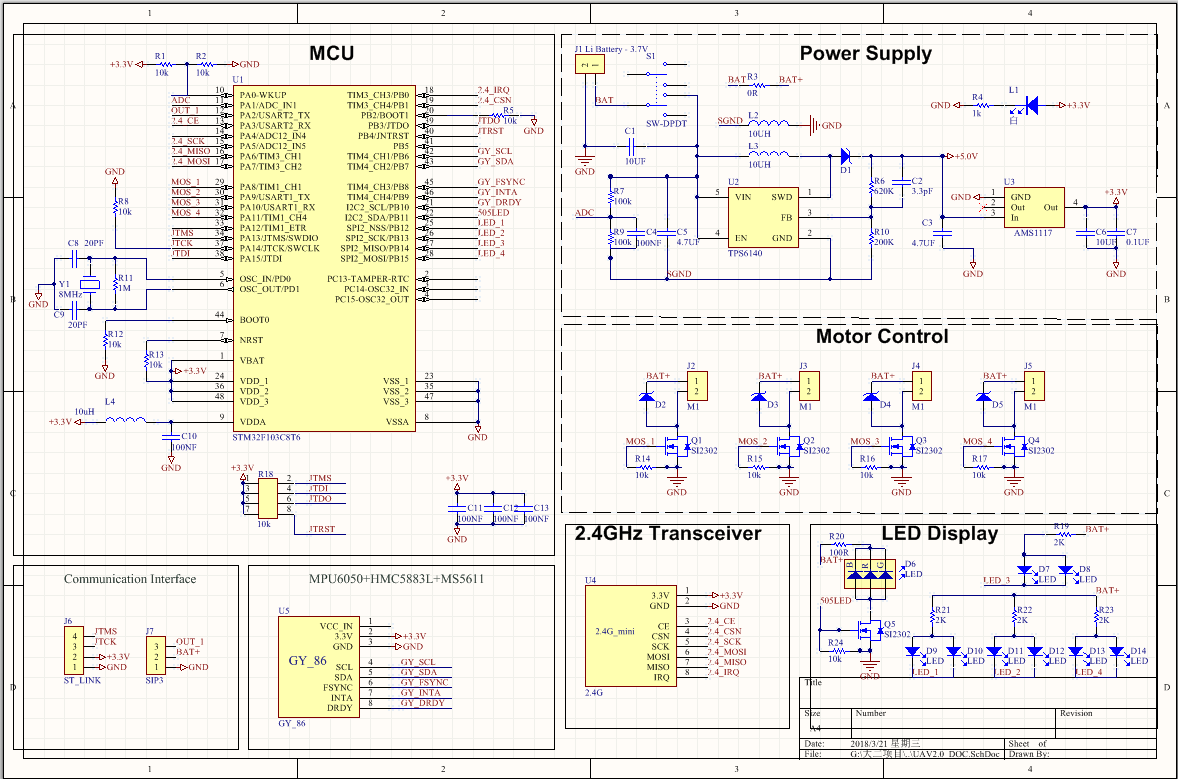 1 2 3 4
A B C D
MCU
+3.3V R1 10k R2 10k GND
U1
10 PA0-WKUP
ADC 11 PA1/ADC_IN1
OUT_1 12 PA2/USART2_TX
2.4_CE 13 PA3/USART2_RX
14 PA4/ADC12_IN4
2.4_SCK 15 PA5/ADC12_IN5
2.4_MISO 16 PA6/TIM3_CH1
2.4_MOSI 17 PA7/TIM3_CH2
MOS_1 29 PA8/TIM1_CH1
MOS_2 30 PA9/USART1_TX
MOS_3 31 PA10/USART1_RX
MOS_4 32 PA11/TIM1_CH4
33 PA12/TIM1_ETR
JTMS 34 PA13/JTMS/SWDIO
JTCK 37 PA14/JTCK/SWCLK
JTDI 38 PA15/JTDI
5 OSC_IN/PD0
6 OSC_OUT/PD1
44 BOOT0
7 NRST
1 VBAT
24 VDD_1
36 VDD_2
48 VDD_3
9 VDDA
STM32F103C8T6
TIM3_CH3/PB0 18 2.4_IRQ
TIM3_CH4/PB1 19 2.4_CSN
PB2/BOOT1 20 R5 10k GND
PB3/JTDO JTDO
PB4/JNTRST 40 JTRST
PB5 41
TIM4_CH1/PB6 42 GY_SCL
TIM4_CH2/PB7 43 GY_SDA
TIM4_CH3/PB8 45 GY_FSYNC
TIM4_CH4/PB9 46 GY_INTA
I2C2_SCL/PB10 21 GY_DRDY
I2C2_SDA/PB11 22 505LED
SPI2_NSS/PB12 LED_1
SPI2_SCK/PB13 LED_2
SPI2_MISO/PB14 LED_3
SPI2_MOSI/PB15 LED_4
PC13-TAMPER-RTC 2
PC14-OSC32_IN 3
PC15-OSC32_OUT 4
VSS_1 23
VSS_2 35
VSS_3 47
VSSA 8
GND
GND
R8
10k
C8 20PF
Y1
8MHz
R11
1M
GND
C9
20PF
R12
10k
GND
R13
10k
+3.3V
L4
10uH
+3.3V
C10
100NF
GND
+3.3V R18
1 2 JTMS
3 4 JTDI
5 6 JTDO
7 8
JTRST
10k
+3.3V
C11 C12 C13
100NF 100NF 100NF
GND
Power Supply
J1 Li Battery - 3.7V
2 1
S1
BAT
SW-DPDT
BAT R3 BAT+
0R
SGND L2 GND
10UH
L3
10UH
GND R4 L1 +3.3V
1k 白
C1
10UF
GND
D1
+5.0V
R7
100k
ADC
R9
100k
C4
100NF
C5
4.7UF
SGND
U2
5 VIN SWD 1
FB 3
4 EN GND 2
TPS6140
R6
620K
C2
3.3pF
R10
200K
C3
4.7UF
GND
U3
GND 1 GND
2 Out Out 4
3 In
AMS1117
+3.3V
C6
10UF
C7
0.1UF
GND
Motor Control
BAT+ J2 BAT+ J3 BAT+ J4 BAT+ J5
1 2 1 2 1 2 1 2
D2 M1 D3 M1 D4 M1 D5 M1
MOS_1 Q1 SI2302 MOS_2 Q2 SI2302 MOS_3 Q3 SI2302 MOS_4 Q4 SI2302
R14 R15 R16 R17
10k 10k 10k 10k
GND GND GND GND
Communication Interface
J6
4 JTMS
3 JTCK
2 +3.3V
1 GND
ST_LINK
J7
3 OUT_1
2 BAT+
1 GND
SIP3
MPU6050+HMC5883L+MS5611
U5
GY_86
VCC_IN 1
3.3V 2 +3.3V
GND 3 GND
SCL 4 GY_SCL
SDA 5 GY_SDA
FSYNC 6 GY_FSYNC
INTA 7 GY_INTA
DRDY 8 GY_DRDY
GY_86
2.4GHz Transceiver
U4
2.4G_mini
3.3V 1 +3.3V
GND 2 GND
CE 3 2.4_CE
CSN 4 2.4_CSN
SCK 5 2.4_SCK
MOSI 6 2.4_MOSI
MISO 7 2.4_MISO
IRQ 8 2.4_IRQ
2.4G
LED Display
R20
100R
BAT+
B R G
D6
LED
505LED
Q5
SI2302
R24
10k
GND
R19 BAT+
2K
D7 LED D8 LED
LED_3
BAT+
R21 R22 R23
2K 2K 2K
D9 LED D10 LED D11 LED D12 LED D13 LED D14 LED
LED_1 LED_2 LED_4
Title
Size Number Revision
A4
Date: 2018/3/21 星期三 Sheet of
File: G:\大二项目\..\UAV2.0_DOC.SchDoc Drawn By:
A B C D
1 2 3 4